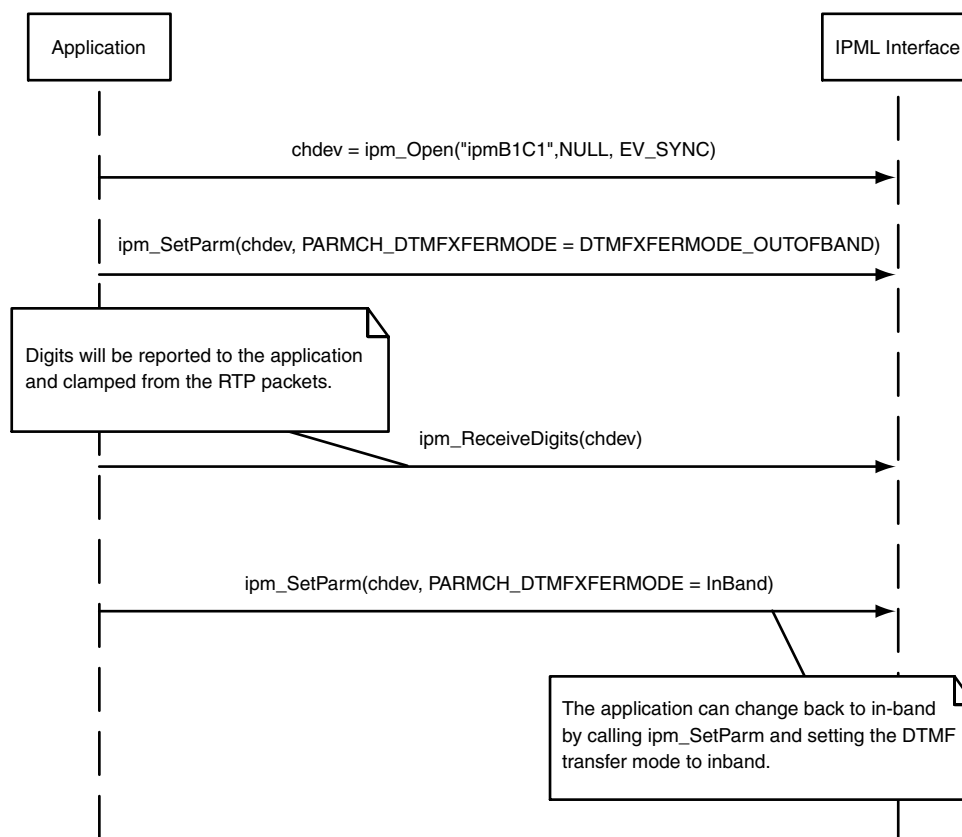 Application
IPML Interface
chdev = ipm_Open("ipmB1C1",NULL, EV_SYNC)
ipm_SetParm(chdev, PARMCH_DTMFXFERMODE = DTMFXFERMODE_OUTOFBAND)
Digits will be reported to the application
and clamped from the RTP packets.
ipm_ReceiveDigits(chdev)
ipm_SetParm(chdev, PARMCH_DTMFXFERMODE = InBand)
The application can change back to in-band
by calling ipm_SetParm and setting the DTMF
transfer mode to inband.